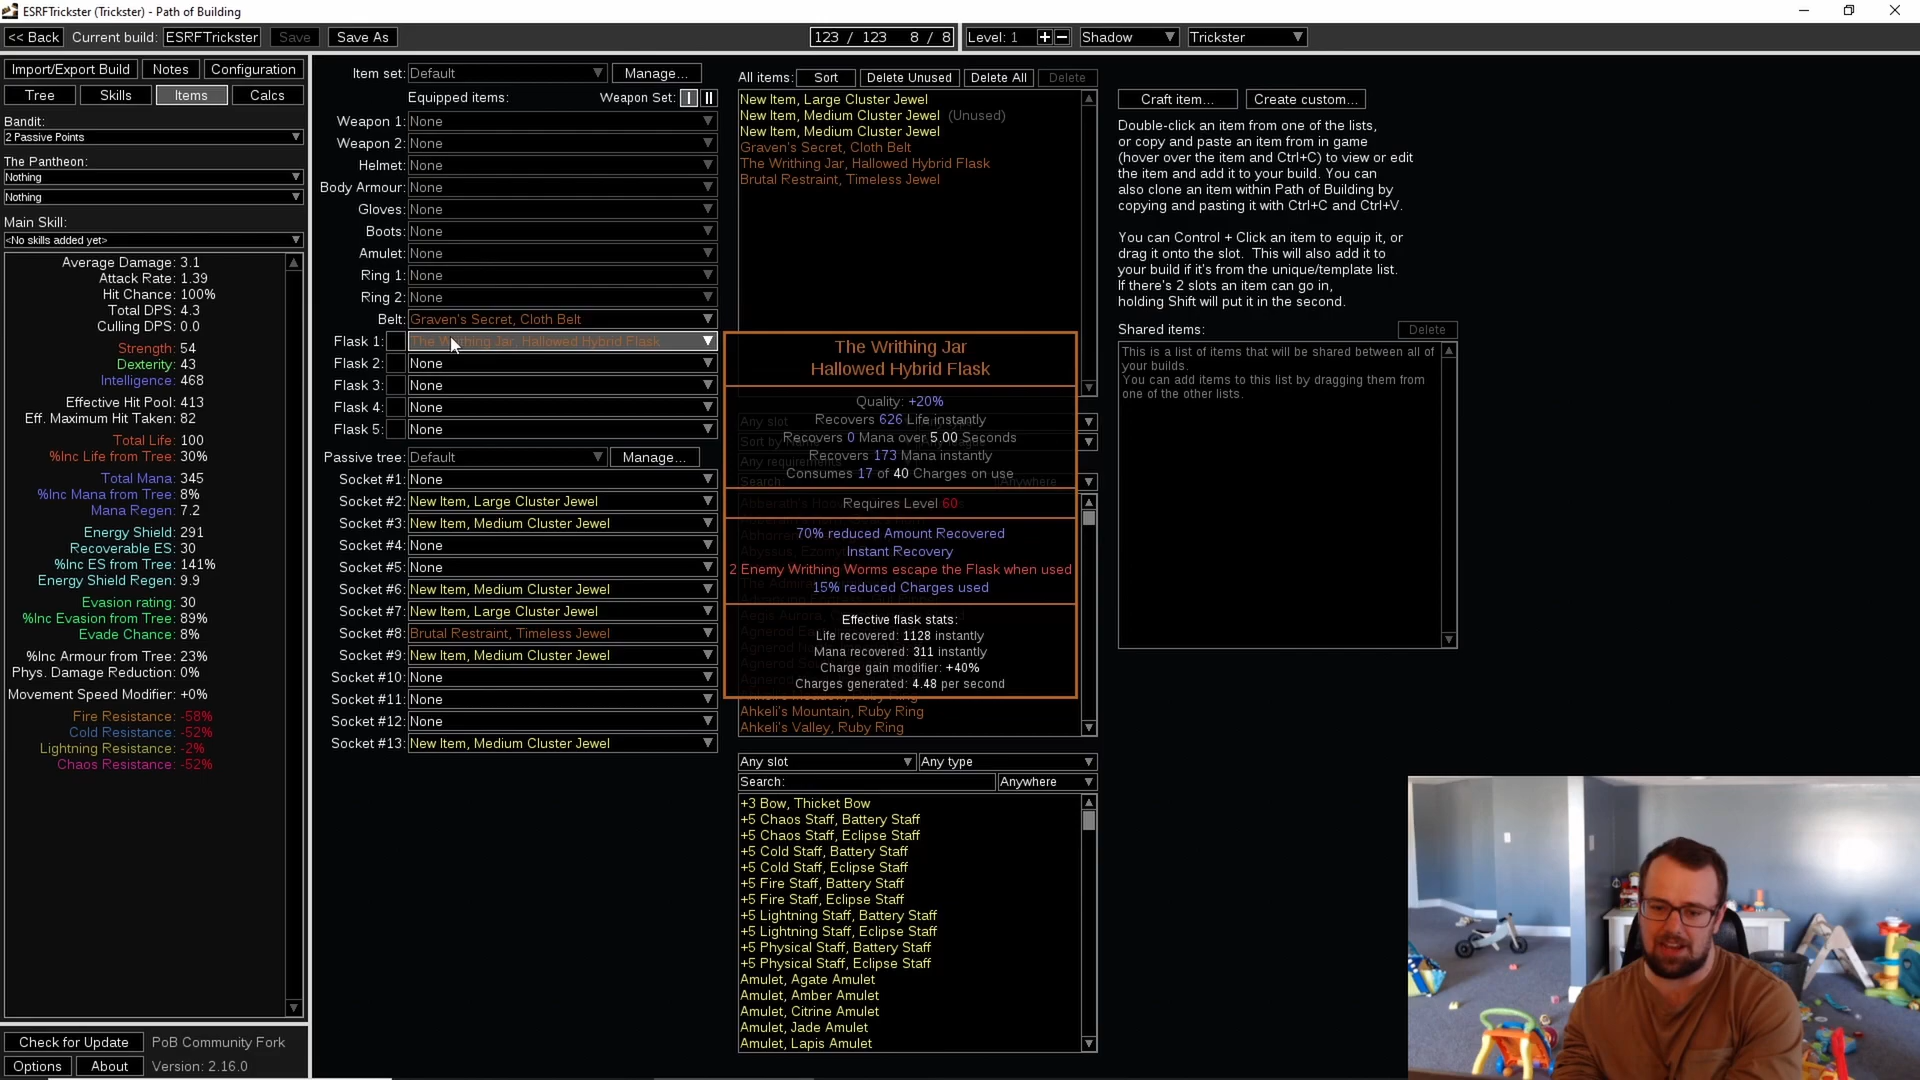 ESRFTrickster (Trickster) - Path of Building
<< Back
Current build:
ESRFTrickster
Save
Save As
123 / 123 8 / 8
Level: 1
+
−
Shadow
Trickster
Import/Export Build
Notes
Configuration
Tree
Skills
Items
Calcs
Bandit:
2 Passive Points
The Pantheon:
Nothing
Nothing
Main Skill:
<No skills added yet>
Average Damage: 3.1
Attack Rate: 1.39
Hit Chance: 100%
Total DPS: 4.3
Culling DPS: 0.0
Strength: 54
Dexterity: 43
Intelligence: 468
Effective Hit Pool: 413
Eff. Maximum Hit Taken: 82
Total Life: 100
%Inc Life from Tree: 30%
Total Mana: 345
%Inc Mana from Tree: 8%
Mana Regen: 7.2
Energy Shield: 291
Recoverable ES: 30
%Inc ES from Tree: 141%
Energy Shield Regen: 9.9
Evasion rating: 30
%Inc Evasion from Tree: 89%
Evade Chance: 8%
%Inc Armour from Tree: 23%
Phys. Damage Reduction: 0%
Movement Speed Modifier: +0%
Fire Resistance: -58%
Cold Resistance: -52%
Lightning Resistance: -2%
Chaos Resistance: -52%
Check for Update
PoB Community Fork
Options
About
Version: 2.16.0
Item set: Default
Manage...
Equipped items:
Weapon Set: I II
Weapon 1: None
Weapon 2: None
Helmet: None
Body Armour: None
Gloves: None
Boots: None
Amulet: None
Ring 1: None
Ring 2: None
Belt: Graven's Secret, Cloth Belt
Flask 1: The Writhing Jar, Hallowed Hybrid Flask
Flask 2: None
Flask 3: None
Flask 4: None
Flask 5: None
Passive tree: Default
Manage...
Socket #1: None
Socket #2: New Item, Large Cluster Jewel
Socket #3: New Item, Medium Cluster Jewel
Socket #4: None
Socket #5: None
Socket #6: New Item, Medium Cluster Jewel
Socket #7: New Item, Large Cluster Jewel
Socket #8: Brutal Restraint, Timeless Jewel
Socket #9: New Item, Medium Cluster Jewel
Socket #10: None
Socket #11: None
Socket #12: None
Socket #13: New Item, Medium Cluster Jewel
All items:
Sort
Delete Unused
Delete All
Delete
New Item, Large Cluster Jewel
New Item, Medium Cluster Jewel (Unused)
New Item, Medium Cluster Jewel
Graven's Secret, Cloth Belt
The Writhing Jar, Hallowed Hybrid Flask
Brutal Restraint, Timeless Jewel
The Writhing Jar
Hallowed Hybrid Flask
Quality: +20%
Recovers 626 Life instantly
Recovers 0 Mana over 5.00 Seconds
Recovers 173 Mana instantly
Consumes 17 of 40 Charges on use
Requires Level 60
70% reduced Amount Recovered
Instant Recovery
2 Enemy Writhing Worms escape the Flask when used
15% reduced Charges used
Effective flask stats:
Life recovered: 1128 instantly
Mana recovered: 311 instantly
Charge gain modifier: +40%
Charges generated: 4.48 per second
Any slot
Any requirements
Search:
Anywhere
Ahkeli's Mountain, Ruby Ring
Ahkeli's Valley, Ruby Ring
Any slot
Any type
Search:
Anywhere
+3 Bow, Thicket Bow
+5 Chaos Staff, Battery Staff
+5 Chaos Staff, Eclipse Staff
+5 Cold Staff, Battery Staff
+5 Cold Staff, Eclipse Staff
+5 Fire Staff, Battery Staff
+5 Fire Staff, Eclipse Staff
+5 Lightning Staff, Battery Staff
+5 Lightning Staff, Eclipse Staff
+5 Physical Staff, Battery Staff
+5 Physical Staff, Eclipse Staff
Amulet, Agate Amulet
Amulet, Amber Amulet
Amulet, Citrine Amulet
Amulet, Jade Amulet
Amulet, Lapis Amulet
Craft item...
Create custom...
Double-click an item from one of the lists,
or copy and paste an item from in game
(hover over the item and Ctrl+C) to view or edit
the item and add it to your build. You can
also clone an item within Path of Building by
copying and pasting it with Ctrl+C and Ctrl+V.
You can Control + Click an item to equip it, or
drag it onto the slot. This will also add it to
your build if it's from the unique/template list.
If there's 2 slots an item can go in,
holding Shift will put it in the second.
Shared items:
Delete
This is a list of items that will be shared between all of
your builds.
You can add items to this list by dragging them from
one of the other lists.